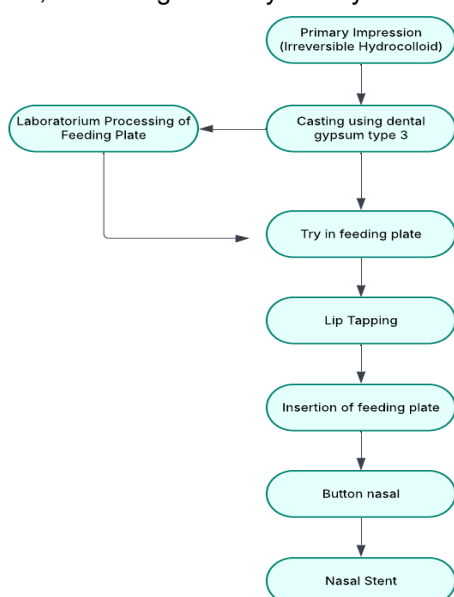 Primary Impression
(Irreversible Hydrocolloid)
Laboratorium Processing of
Feeding Plate
Casting using dental
gypsum type 3
Try in feeding plate
Lip Tapping
Insertion of feeding plate
Button nasal
Nasal Stent